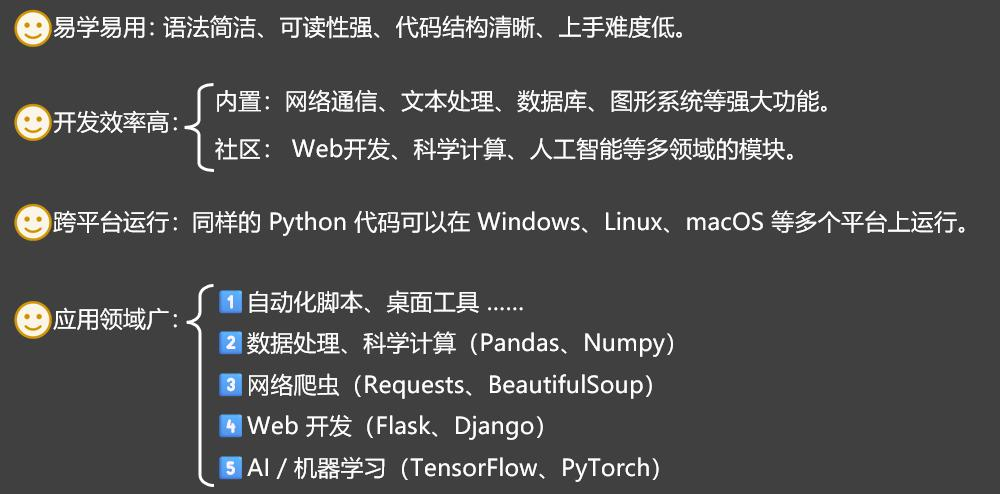 易学易用：语法简洁、可读性强、代码结构清晰、上手难度低。
开发效率高：
内置：网络通信、文本处理、数据库、图形系统等强大功能。
社区： Web开发、科学计算、人工智能等多领域的模块。
跨平台运行：同样的 Python 代码可以在 Windows、Linux、macOS 等多个平台上运行。
应用领域广：
1 自动化脚本、桌面工具 ……
2 数据处理、科学计算（Pandas、Numpy）
3 网络爬虫（Requests、BeautifulSoup）
4 Web 开发（Flask、Django）
5 AI / 机器学习（TensorFlow、PyTorch）